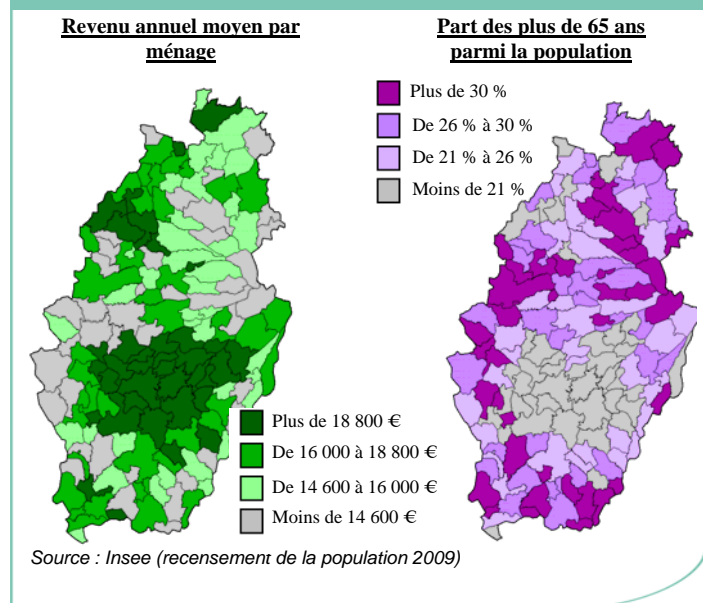 Revenu annuel moyen par
ménage
Part des plus de 65 ans
parmi la population
Plus de 30 %
De 26 % à 30 %
De 21 % à 26 %
Moins de 21 %
Plus de 18 800 €
De 16 000 à 18 800 €
De 14 600 à 16 000 €
Moins de 14 600 €
Source : Insee (recensement de la population 2009)